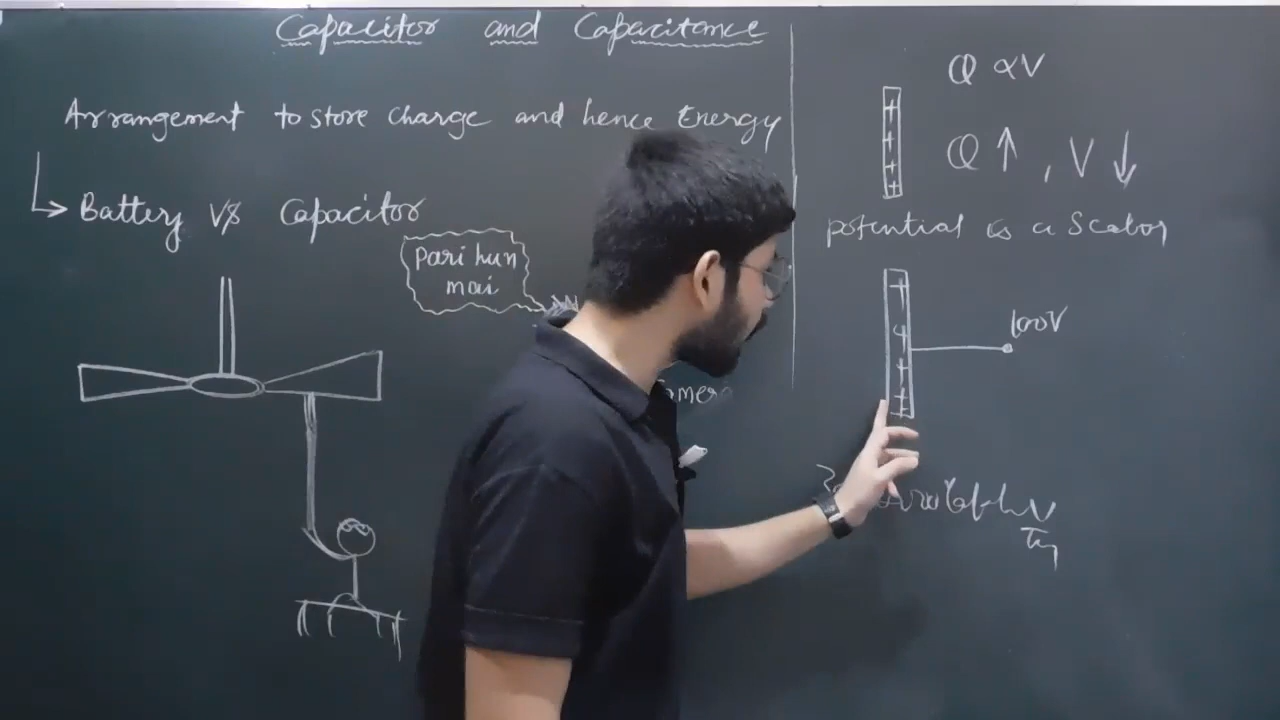 Capacitor and Capacitance
Arrangement to store charge and hence Energy
Battery VS Capacitor
Pari hun
mai
Q ∝ V
Q ↑ , V ↓
potential is a Scalar
100V